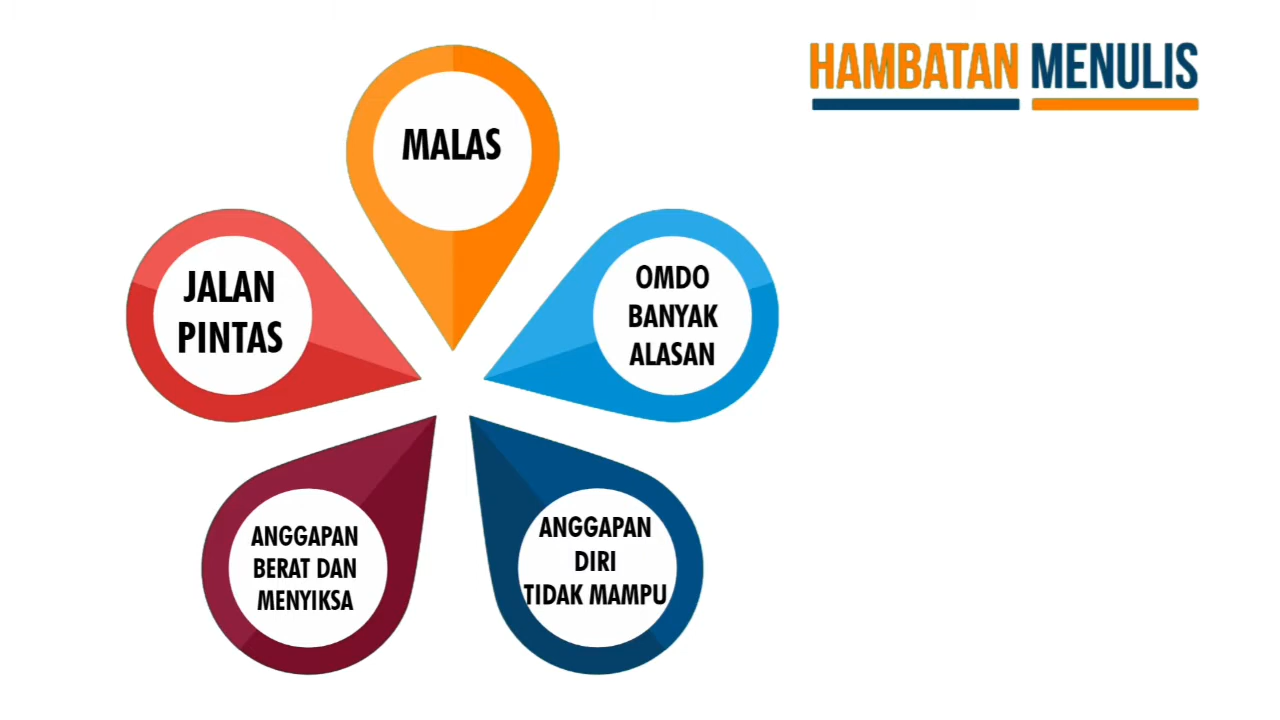 HAMBATAN MENULIS
MALAS
OMDO
BANYAK
ALASAN
ANGGAPAN
DIRI
TIDAK MAMPU
ANGGAPAN
BERAT DAN
MENYIKSA
JALAN
PINTAS